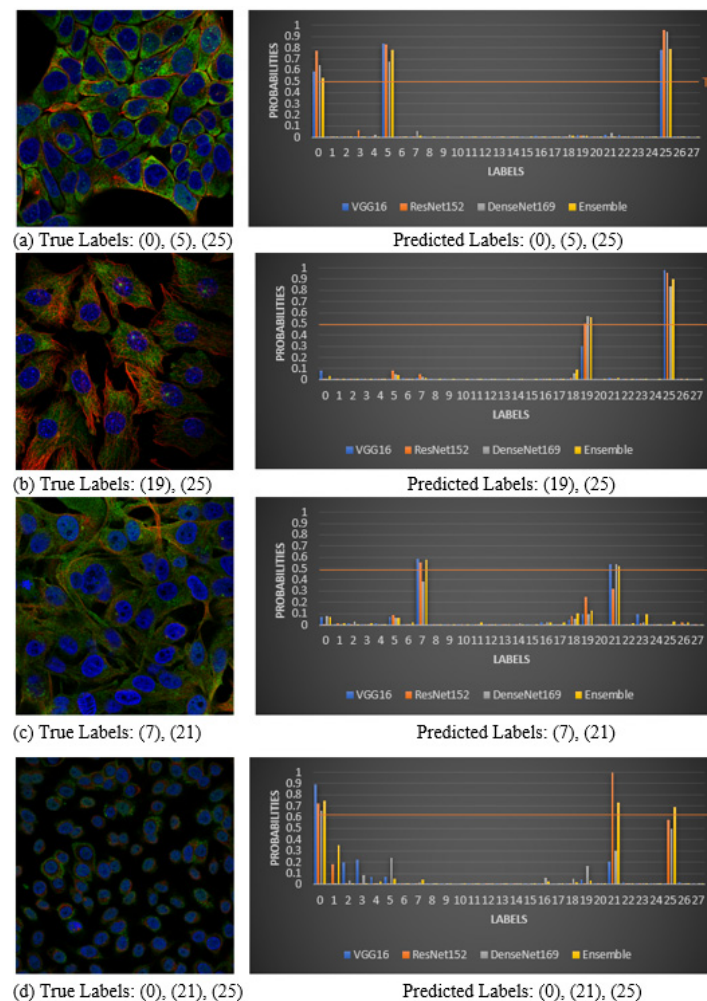 1
0.9
0.8
0.7
0.6
0.5
0.4
0.3
0.2
0.1
0
PROBABILITIES
T
0 1 2 3 4 5 6 7 8 9 10 11 12 13 14 15 16 17 18 19 20 21 22 23 24 25 26 27
LABELS
VGG16 ResNet152 DenseNet169 Ensemble
(a) True Labels: (0), (5), (25) Predicted Labels: (0), (5), (25)
1
0.9
0.8
0.7
0.6
0.5
0.4
0.3
0.2
0.1
0
PROBABILITIES
0 1 2 3 4 5 6 7 8 9 10 11 12 13 14 15 16 17 18 19 20 21 22 23 24 25 26 27
LABELS
VGG16 ResNet152 DenseNet169 Ensemble
(b) True Labels: (19), (25) Predicted Labels: (19), (25)
1
0.9
0.8
0.7
0.6
0.5
0.4
0.3
0.2
0.1
0
PROBABILITIES
0 1 2 3 4 5 6 7 8 9 10 11 12 13 14 15 16 17 18 19 20 21 22 23 24 25 26 27
LABELS
VGG16 ResNet152 DenseNet169 Ensemble
(c) True Labels: (7), (21) Predicted Labels: (7), (21)
1
0.9
0.8
0.7
0.6
0.5
0.4
0.3
0.2
0.1
0
PROBABILITIES
0 1 2 3 4 5 6 7 8 9 10 11 12 13 14 15 16 17 18 19 20 21 22 23 24 25 26 27
LABELS
VGG16 ResNet152 DenseNet169 Ensemble
(d) True Labels: (0), (21), (25) Predicted Labels: (0), (21), (25)